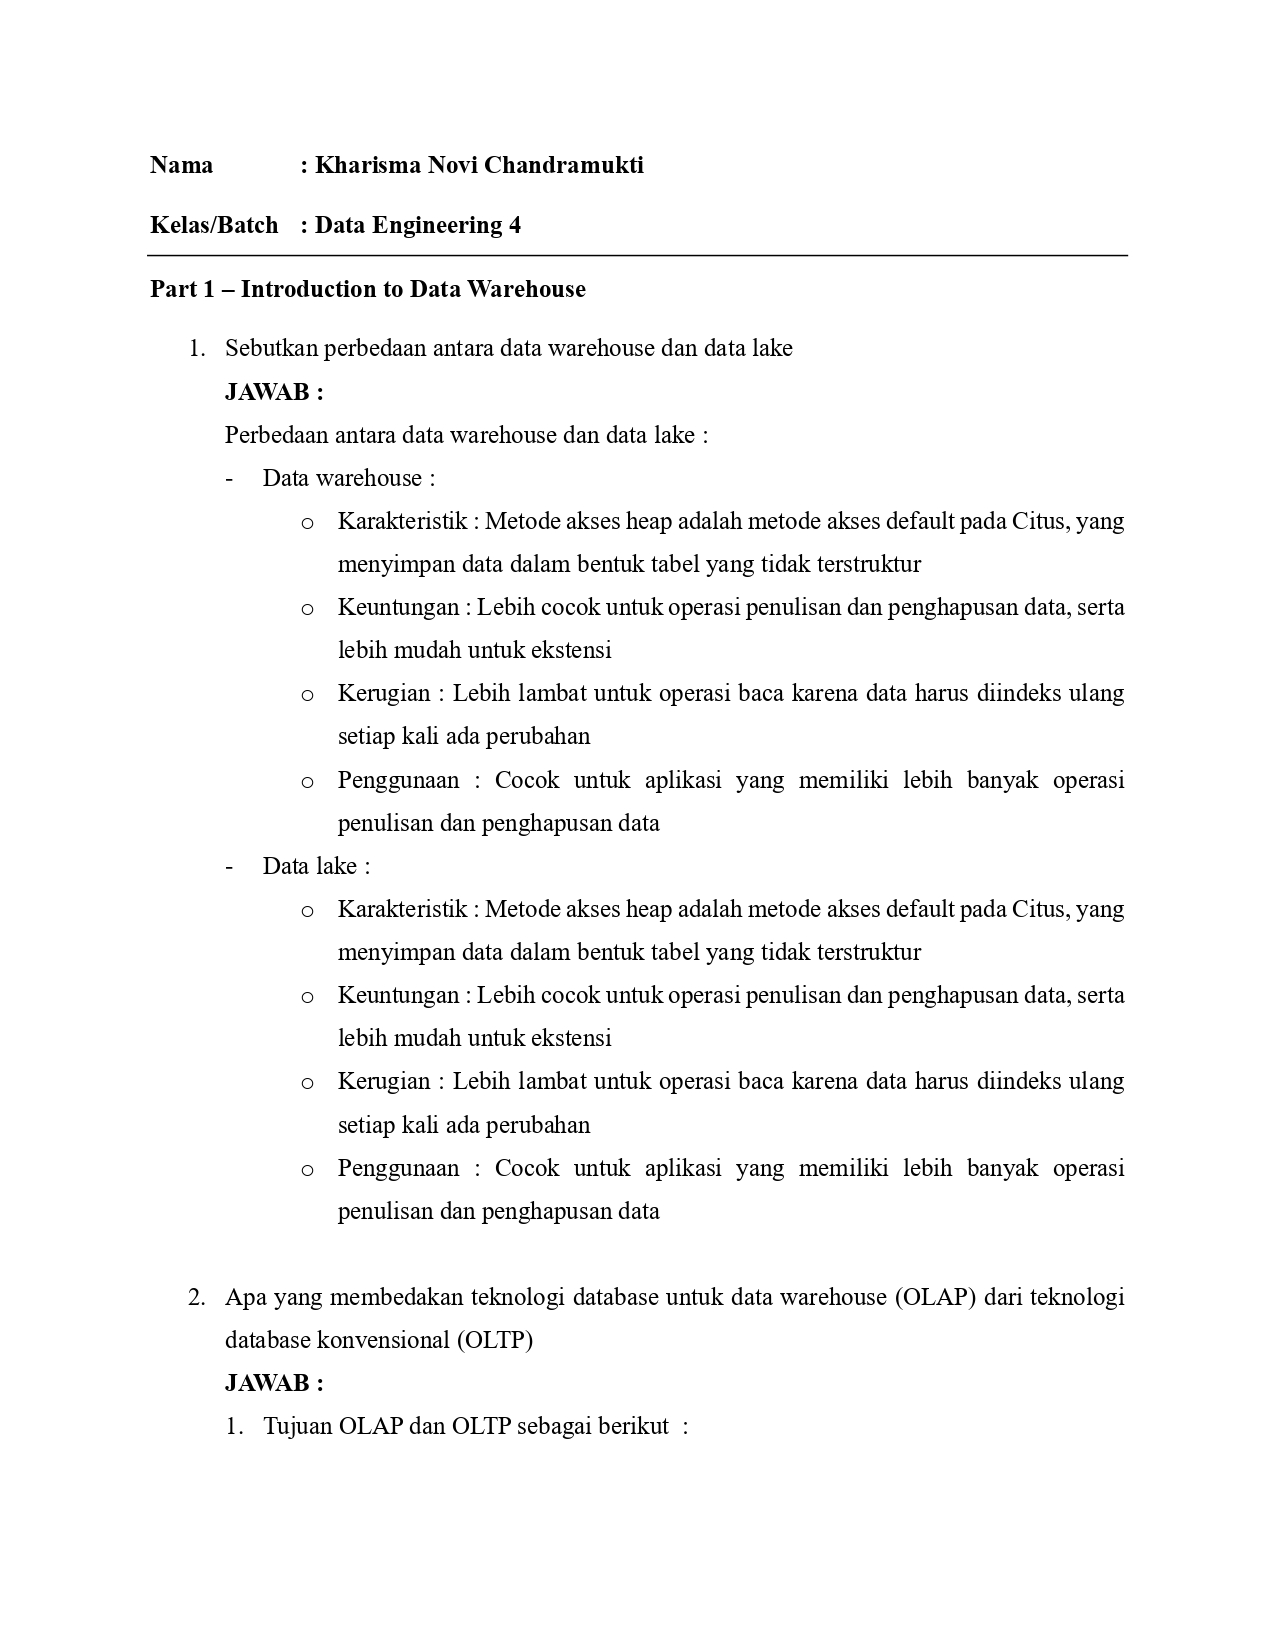 Nama : Kharisma Novi Chandramukti
Kelas/Batch : Data Engineering 4
Part 1 – Introduction to Data Warehouse
1. Sebutkan perbedaan antara data warehouse dan data lake
JAWAB :
Perbedaan antara data warehouse dan data lake :
- Data warehouse :
o Karakteristik : Metode akses heap adalah metode akses default pada Citus, yang
menyimpan data dalam bentuk tabel yang tidak terstruktur
o Keuntungan : Lebih cocok untuk operasi penulisan dan penghapusan data, serta
lebih mudah untuk ekstensi
o Kerugian : Lebih lambat untuk operasi baca karena data harus diindeks ulang
setiap kali ada perubahan
o Penggunaan : Cocok untuk aplikasi yang memiliki lebih banyak operasi
penulisan dan penghapusan data
- Data lake :
o Karakteristik : Metode akses heap adalah metode akses default pada Citus, yang
menyimpan data dalam bentuk tabel yang tidak terstruktur
o Keuntungan : Lebih cocok untuk operasi penulisan dan penghapusan data, serta
lebih mudah untuk ekstensi
o Kerugian : Lebih lambat untuk operasi baca karena data harus diindeks ulang
setiap kali ada perubahan
o Penggunaan : Cocok untuk aplikasi yang memiliki lebih banyak operasi
penulisan dan penghapusan data
2. Apa yang membedakan teknologi database untuk data warehouse (OLAP) dari teknologi
database konvensional (OLTP)
JAWAB :
1. Tujuan OLAP dan OLTP sebagai berikut :